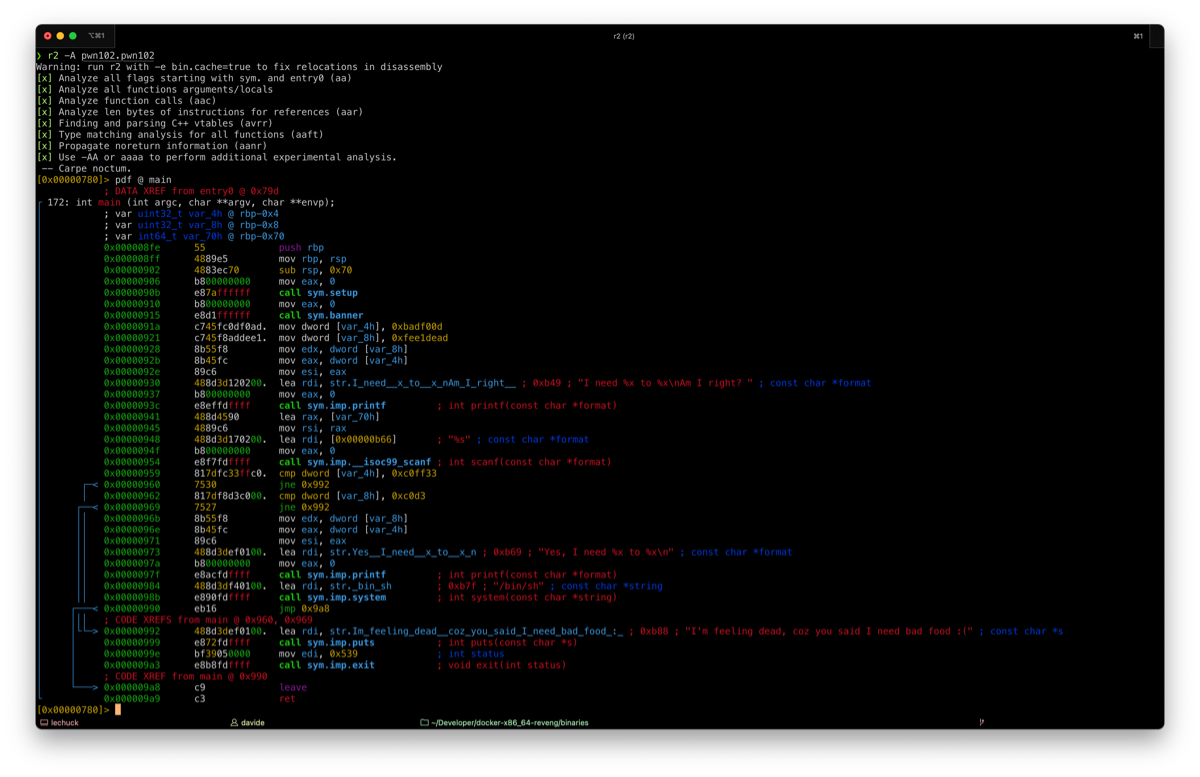 ⌥⌘1 r2 (r2) ⌘1
❯ r2 -A pwn102.pwn102
Warning: run r2 with -e bin.cache=true to fix relocations in disassembly
[x] Analyze all flags starting with sym. and entry0 (aa)
[x] Analyze all functions arguments/locals
[x] Analyze function calls (aac)
[x] Analyze len bytes of instructions for references (aar)
[x] Finding and parsing C++ vtables (avrr)
[x] Type matching analysis for all functions (aaft)
[x] Propagate noreturn information (aanr)
[x] Use -AA or aaaa to perform additional experimental analysis.
 -- Carpe noctum.
[0x00000780]> pdf @ main
; DATA XREF from entry0 @ 0x79d
172: int main (int argc, char **argv, char **envp);
; var uint32_t var_4h @ rbp-0x4
; var uint32_t var_8h @ rbp-0x8
; var int64_t var_70h @ rbp-0x70
0x000008fe 55 push rbp
0x000008ff 4889e5 mov rbp, rsp
0x00000902 4883ec70 sub rsp, 0x70
0x00000906 b800000000 mov eax, 0
0x0000090b e87affffff call sym.setup
0x00000910 b800000000 mov eax, 0
0x00000915 e8d1ffffff call sym.banner
0x0000091a c745fc0df0ad. mov dword [var_4h], 0xbadf00d
0x00000921 c745f8addee1. mov dword [var_8h], 0xfee1dead
0x00000928 8b55f8 mov edx, dword [var_8h]
0x0000092b 8b45fc mov eax, dword [var_4h]
0x0000092e 89c6 mov esi, eax
0x00000930 488d3d120200. lea rdi, str.I_need__x_to__x_nAm_I_right__ ; 0xb49 ; "I need %x to %x\nAm I right? " ; const char *format
0x00000937 b800000000 mov eax, 0
0x0000093c e8effdffff call sym.imp.printf ; int printf(const char *format)
0x00000941 488d4590 lea rax, [var_70h]
0x00000945 4889c6 mov rsi, rax
0x00000948 488d3d170200. lea rdi, [0x00000b66] ; "%s" ; const char *format
0x0000094f b800000000 mov eax, 0
0x00000954 e8f7fdffff call sym.imp.__isoc99_scanf ; int scanf(const char *format)
0x00000959 817dfc33ffc0. cmp dword [var_4h], 0xc0ff33
0x00000960 7530 jne 0x992
0x00000962 817df8d3c000. cmp dword [var_8h], 0xc0d3
0x00000969 7527 jne 0x992
0x0000096b 8b55f8 mov edx, dword [var_8h]
0x0000096e 8b45fc mov eax, dword [var_4h]
0x00000971 89c6 mov esi, eax
0x00000973 488d3def0100. lea rdi, str.Yes__I_need__x_to__x_n ; 0xb69 ; "Yes, I need %x to %x\n" ; const char *format
0x0000097a b800000000 mov eax, 0
0x0000097f e8acfdffff call sym.imp.printf ; int printf(const char *format)
0x00000984 488d3df40100. lea rdi, str._bin_sh ; 0xb7f ; "/bin/sh" ; const char *string
0x0000098b e890fdffff call sym.imp.system ; int system(const char *string)
0x00000990 eb16 jmp 0x9a8
; CODE XREFS from main @ 0x960, 0x969
0x00000992 488d3def0100. lea rdi, str.Im_feeling_dead__coz_you_said_I_need_bad_food_:_ ; 0xb88 ; "I'm feeling dead, coz you said I need bad food :(" ; const char *s
0x00000999 e872fdffff call sym.imp.puts ; int puts(const char *s)
0x0000099e bf39050000 mov edi, 0x539 ; int status
0x000009a3 e8b8fdffff call sym.imp.exit ; void exit(int status)
; CODE XREF from main @ 0x990
0x000009a8 c9 leave
0x000009a9 c3 ret
[0x00000780]>
lechuck davide ~/Developer/docker-x86_64-reveng/binaries